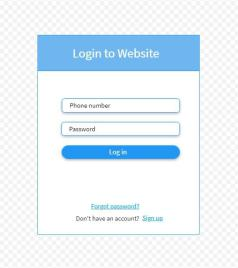 Login to Website
Phone number
Password
Log in
Forgot password?
Don't have an account? Sign up